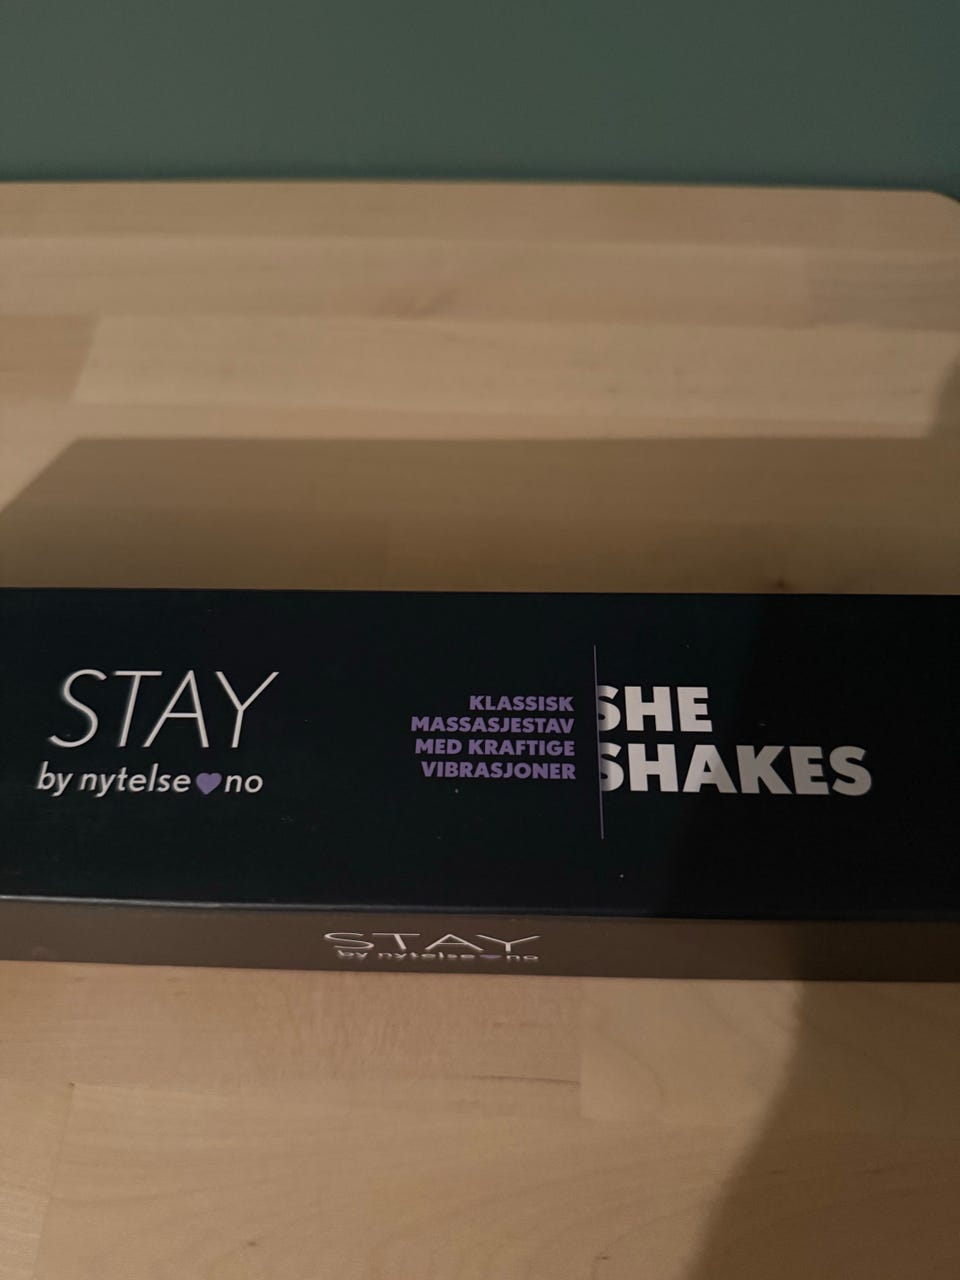 STAY
by nytelse♥no
KLASSISK
MASSASJESTAV
MED KRAFTIGE
VIBRASJONER
SHE
SHAKES
STAY
by nytelse♥no